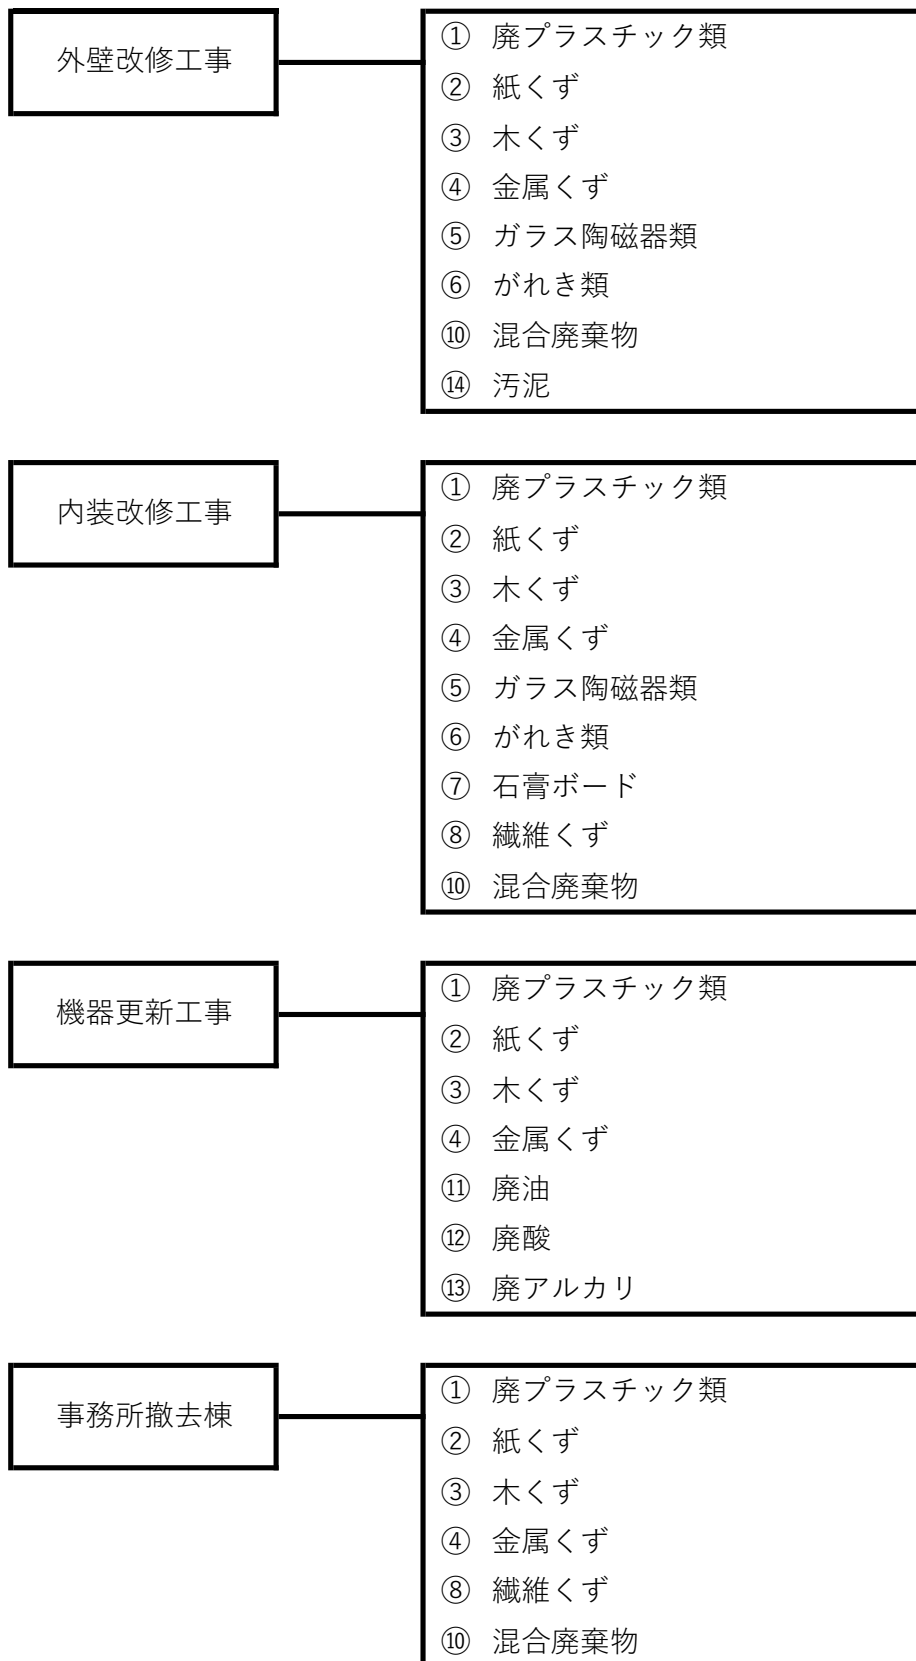 外壁改修工事
① 廃プラスチック類
② 紙くず
③ 木くず
④ 金属くず
⑤ ガラス陶磁器類
⑥ がれき類
⑩ 混合廃棄物
⑭ 汚泥
内装改修工事
① 廃プラスチック類
② 紙くず
③ 木くず
④ 金属くず
⑤ ガラス陶磁器類
⑥ がれき類
⑦ 石膏ボード
⑧ 繊維くず
⑩ 混合廃棄物
機器更新工事
① 廃プラスチック類
② 紙くず
③ 木くず
④ 金属くず
⑪ 廃油
⑫ 廃酸
⑬ 廃アルカリ
事務所撤去棟
① 廃プラスチック類
② 紙くず
③ 木くず
④ 金属くず
⑧ 繊維くず
⑩ 混合廃棄物